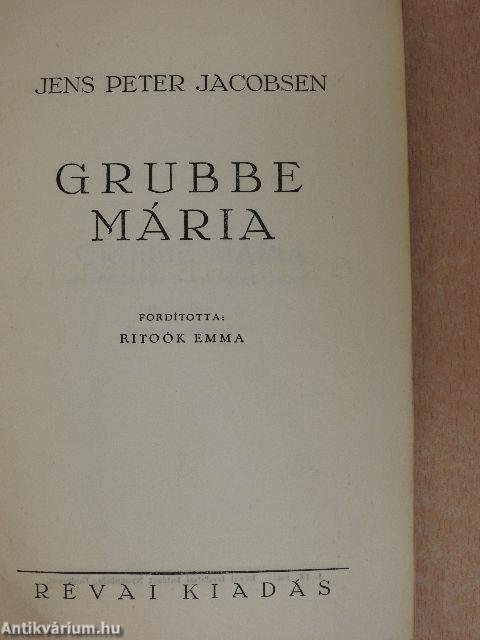 JENS PETER JACOBSEN
GRUBBE
MÁRIA
FORDÍTOTTA:
RITOÓK EMMA
RÉVAI KIADÁS
Antikvárium.hu